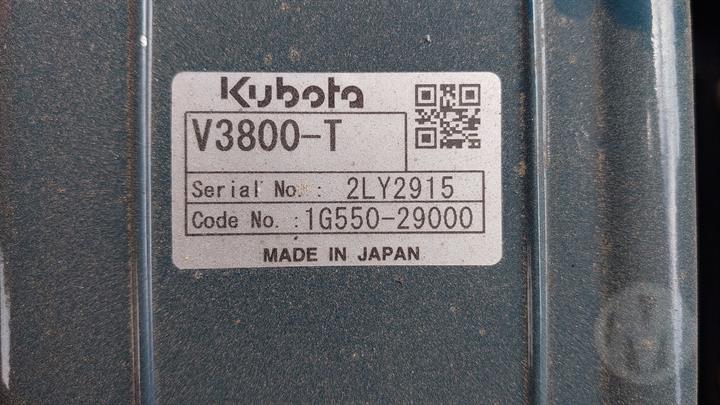 Kubota
V3800-T
Serial No. : 2LY2915
Code No. : 1G550-29000
MADE IN JAPAN